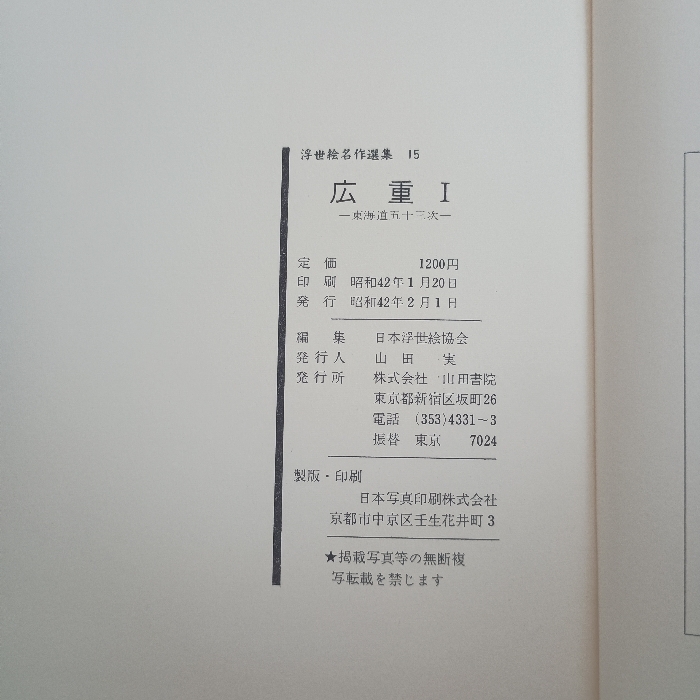 浮世絵名作選集 15
広重 I
―東海道五十三次―
定価 1200円
印刷 昭和42年1月20日
発行 昭和42年2月1日
編集 日本浮世絵協会
発行人 山田 実
発行所 株式会社 山田書院
東京都新宿区坂町26
電話 (353)4331〜3
振替 東京 7024
製版・印刷
日本写真印刷株式会社
京都市中京区壬生花井町3
★掲載写真等の無断複
写転載を禁じます